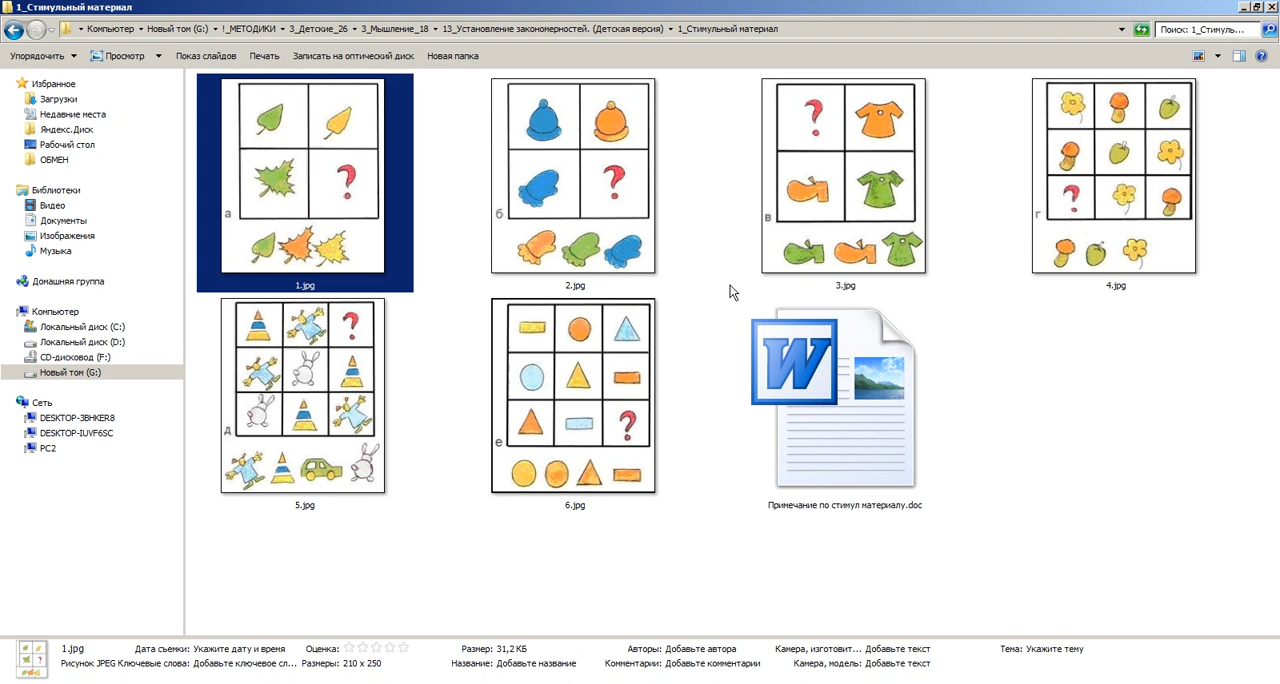 1_Стимульный материал
Компьютер ▸ Новый том (G:) ▸ !_МЕТОДИКИ ▸ 3_Детские_26 ▸ 3_Мышление_18 ▸ 13_Установление закономерностей. (Детская версия) ▸ 1_Стимульный материал
Поиск: 1_Стимуль...
Упорядочить Просмотр Показ слайдов Печать Записать на оптический диск Новая папка
Избранное
Загрузки
Недавние места
Яндекс.Диск
Рабочий стол
ОБМЕН
Библиотеки
Видео
Документы
Изображения
Музыка
Домашняя группа
Компьютер
Локальный диск (C:)
Локальный диск (D:)
CD-дисковод (F:)
Новый том (G:)
Сеть
DESKTOP-3BHKER8
DESKTOP-IUVF6SC
PC2
? а
1.jpg
? б
2.jpg
? в
3.jpg
? г
4.jpg
? д
5.jpg
? е
6.jpg
W
Примечание по стимул материалу.doc
1.jpg Дата съемки: Укажите дату и время Оценка: Размер: 31,2 КБ Авторы: Добавьте автора Камера, изготовит... Добавьте текст Тема: Укажите тему
Рисунок JPEG Ключевые слова: Добавьте ключевое сл... Размеры: 210 x 250 Название: Добавьте название Комментарии: Добавьте комментарии Камера, модель: Добавьте текст